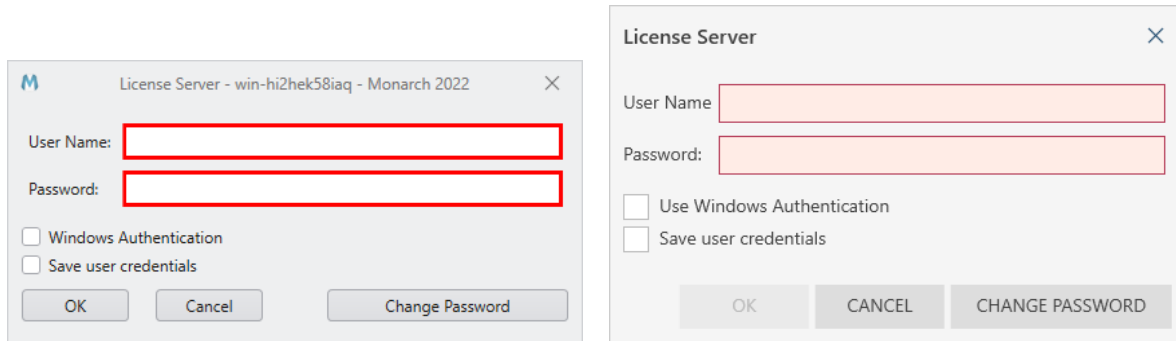 License Server - win-hi2hek58iaq - Monarch 2022
User Name:
Password:
Windows Authentication
Save user credentials
OK Cancel Change Password
License Server
User Name
Password:
Use Windows Authentication
Save user credentials
OK CANCEL CHANGE PASSWORD